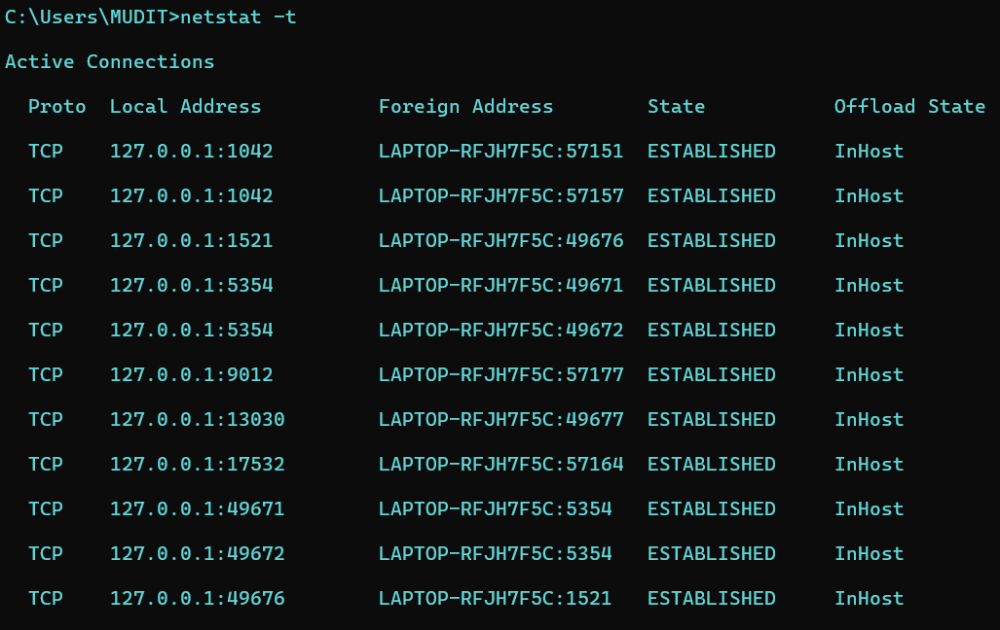 C:\Users\MUDIT>netstat -t
Active Connections
Proto Local Address Foreign Address State Offload State
TCP 127.0.0.1:1042 LAPTOP-RFJH7F5C:57151 ESTABLISHED InHost
TCP 127.0.0.1:1042 LAPTOP-RFJH7F5C:57157 ESTABLISHED InHost
TCP 127.0.0.1:1521 LAPTOP-RFJH7F5C:49676 ESTABLISHED InHost
TCP 127.0.0.1:5354 LAPTOP-RFJH7F5C:49671 ESTABLISHED InHost
TCP 127.0.0.1:5354 LAPTOP-RFJH7F5C:49672 ESTABLISHED InHost
TCP 127.0.0.1:9012 LAPTOP-RFJH7F5C:57177 ESTABLISHED InHost
TCP 127.0.0.1:13030 LAPTOP-RFJH7F5C:49677 ESTABLISHED InHost
TCP 127.0.0.1:17532 LAPTOP-RFJH7F5C:57164 ESTABLISHED InHost
TCP 127.0.0.1:49671 LAPTOP-RFJH7F5C:5354 ESTABLISHED InHost
TCP 127.0.0.1:49672 LAPTOP-RFJH7F5C:5354 ESTABLISHED InHost
TCP 127.0.0.1:49676 LAPTOP-RFJH7F5C:1521 ESTABLISHED InHost